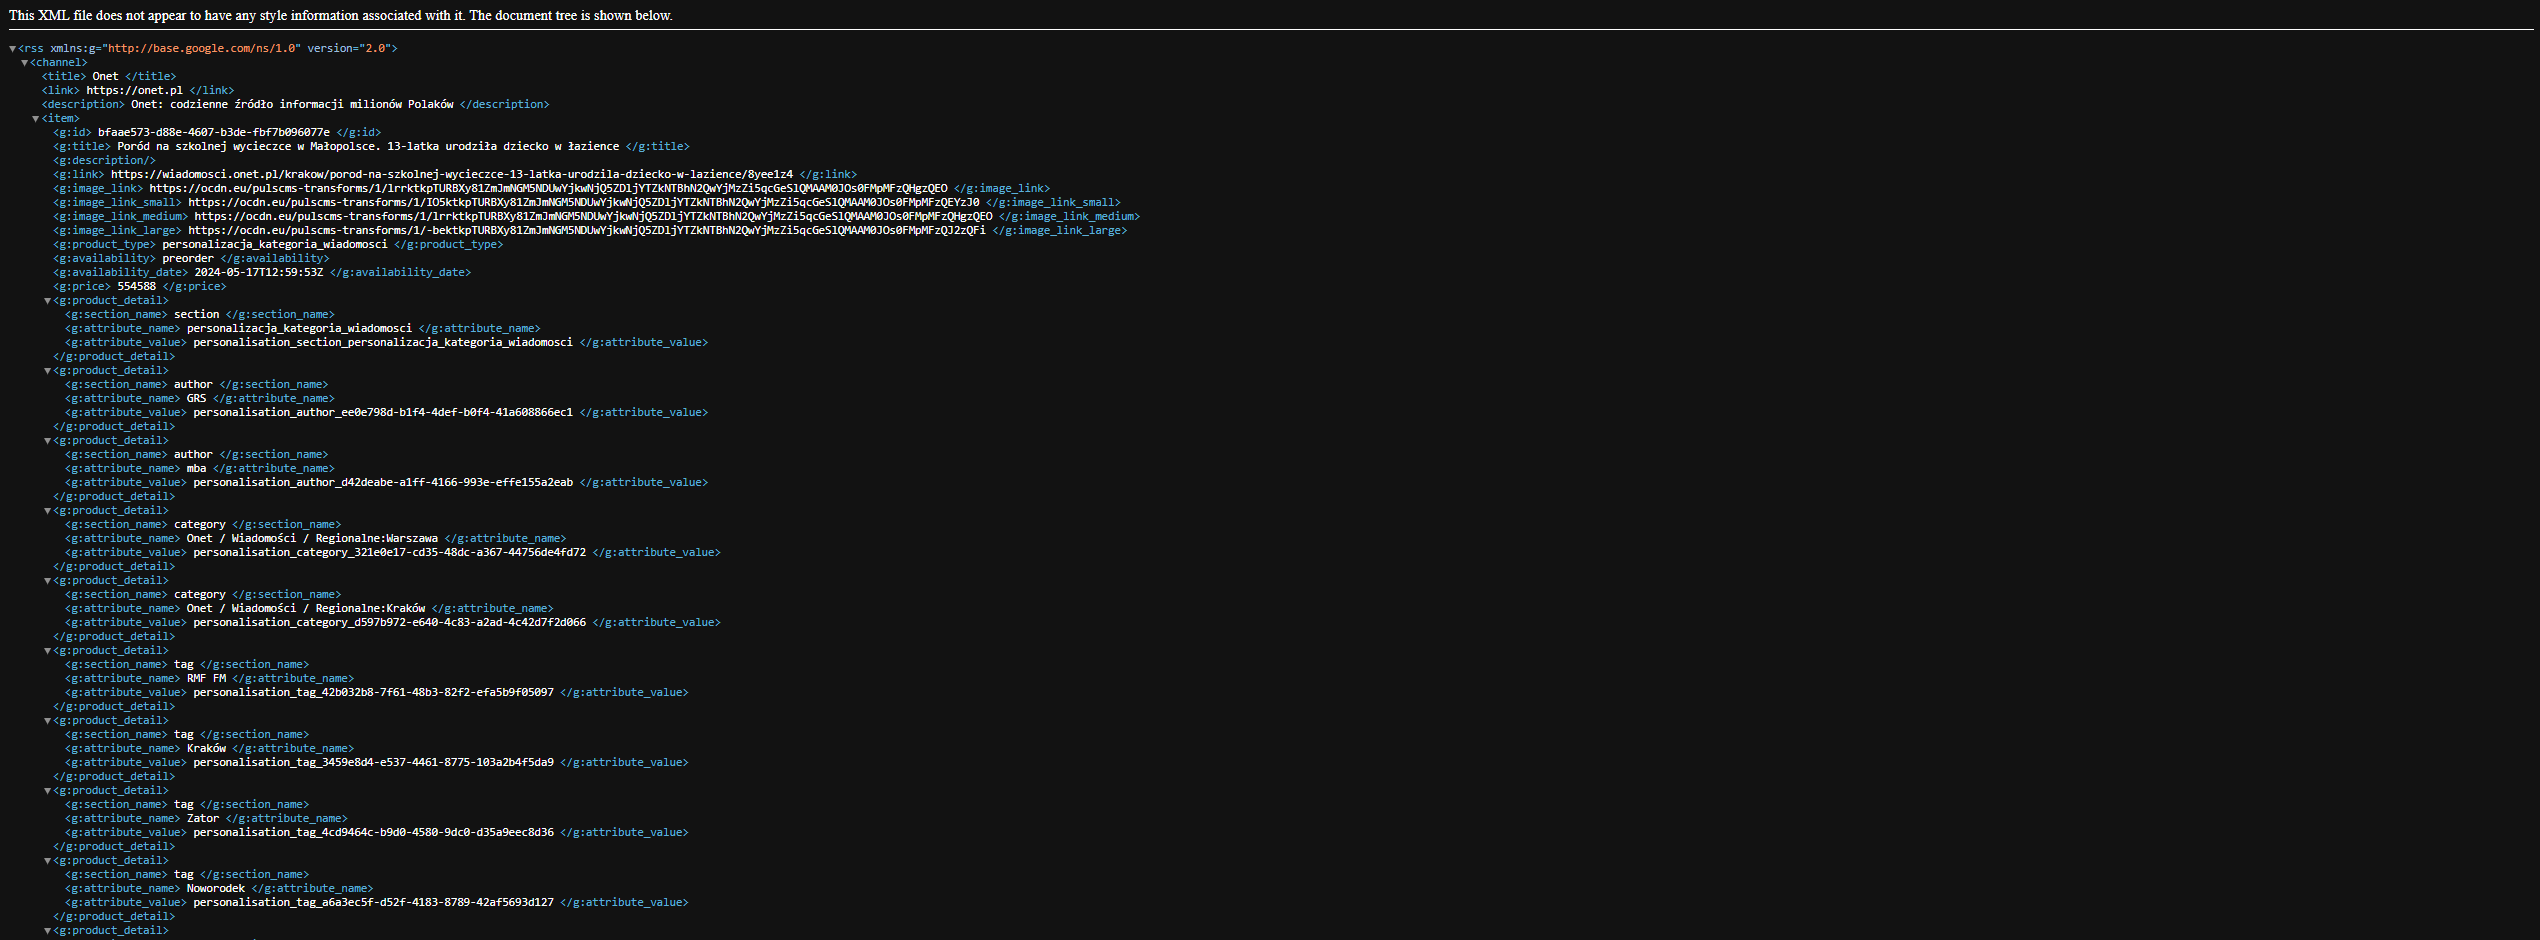 This XML file does not appear to have any style information associated with it. The document tree is shown below.
▼<rss xmlns:g="http://base.google.com/ns/1.0" version="2.0">
▼<channel>
<title> Onet </title>
<link> https://onet.pl </link>
<description> Onet: codzienne źródło informacji milionów Polaków </description>
▼<item>
<g:id> bfaae573-d88e-4607-b3de-fbf7b096077e </g:id>
<g:title> Poród na szkolnej wycieczce w Małopolsce. 13-latka urodziła dziecko w łazience </g:title>
<g:description/>
<g:link> https://wiadomosci.onet.pl/krakow/porod-na-szkolnej-wycieczce-13-latka-urodzila-dziecko-w-lazience/8yee1z4 </g:link>
<g:image_link> https://ocdn.eu/pulscms-transforms/1/lrrktkpTURBXy81ZmJmNGM5NDUwYjkwNjQ5ZDljYTZkNTBhN2QwYjMzZi5qcGeSlQMAAM0JOs0FMpMFzQHgzQEO </g:image_link>
<g:image_link_small> https://ocdn.eu/pulscms-transforms/1/IO5ktkpTURBXy81ZmJmNGM5NDUwYjkwNjQ5ZDljYTZkNTBhN2QwYjMzZi5qcGeSlQMAAM0JOs0FMpMFzQEYzJ0 </g:image_link_small>
<g:image_link_medium> https://ocdn.eu/pulscms-transforms/1/lrrktkpTURBXy81ZmJmNGM5NDUwYjkwNjQ5ZDljYTZkNTBhN2QwYjMzZi5qcGeSlQMAAM0JOs0FMpMFzQHgzQEO </g:image_link_medium>
<g:image_link_large> https://ocdn.eu/pulscms-transforms/1/-bektkpTURBXy81ZmJmNGM5NDUwYjkwNjQ5ZDljYTZkNTBhN2QwYjMzZi5qcGeSlQMAAM0JOs0FMpMFzQJ2zQFi </g:image_link_large>
<g:product_type> personalizacja_kategoria_wiadomosci </g:product_type>
<g:availability> preorder </g:availability>
<g:availability_date> 2024-05-17T12:59:53Z </g:availability_date>
<g:price> 554588 </g:price>
▼<g:product_detail>
<g:section_name> section </g:section_name>
<g:attribute_name> personalizacja_kategoria_wiadomosci </g:attribute_name>
<g:attribute_value> personalisation_section_personalizacja_kategoria_wiadomosci </g:attribute_value>
</g:product_detail>
▼<g:product_detail>
<g:section_name> author </g:section_name>
<g:attribute_name> GRS </g:attribute_name>
<g:attribute_value> personalisation_author_ee0e798d-b1f4-4def-b0f4-41a608866ec1 </g:attribute_value>
</g:product_detail>
▼<g:product_detail>
<g:section_name> author </g:section_name>
<g:attribute_name> mba </g:attribute_name>
<g:attribute_value> personalisation_author_d42deabe-a1ff-4166-993e-effe155a2eab </g:attribute_value>
</g:product_detail>
▼<g:product_detail>
<g:section_name> category </g:section_name>
<g:attribute_name> Onet / Wiadomości / Regionalne:Warszawa </g:attribute_name>
<g:attribute_value> personalisation_category_321e0e17-cd35-48dc-a367-44756de4fd72 </g:attribute_value>
</g:product_detail>
▼<g:product_detail>
<g:section_name> category </g:section_name>
<g:attribute_name> Onet / Wiadomości / Regionalne:Kraków </g:attribute_name>
<g:attribute_value> personalisation_category_d597b972-e640-4c83-a2ad-4c42d7f2d066 </g:attribute_value>
</g:product_detail>
▼<g:product_detail>
<g:section_name> tag </g:section_name>
<g:attribute_name> RMF FM </g:attribute_name>
<g:attribute_value> personalisation_tag_42b032b8-7f61-48b3-82f2-efa5b9f05097 </g:attribute_value>
</g:product_detail>
▼<g:product_detail>
<g:section_name> tag </g:section_name>
<g:attribute_name> Kraków </g:attribute_name>
<g:attribute_value> personalisation_tag_3459e8d4-e537-4461-8775-103a2b4f5da9 </g:attribute_value>
</g:product_detail>
▼<g:product_detail>
<g:section_name> tag </g:section_name>
<g:attribute_name> Zator </g:attribute_name>
<g:attribute_value> personalisation_tag_4cd9464c-b9d0-4580-9dc0-d35a9eec8d36 </g:attribute_value>
</g:product_detail>
▼<g:product_detail>
<g:section_name> tag </g:section_name>
<g:attribute_name> Noworodek </g:attribute_name>
<g:attribute_value> personalisation_tag_a6a3ec5f-d52f-4183-8789-42af5693d127 </g:attribute_value>
</g:product_detail>
▼<g:product_detail>